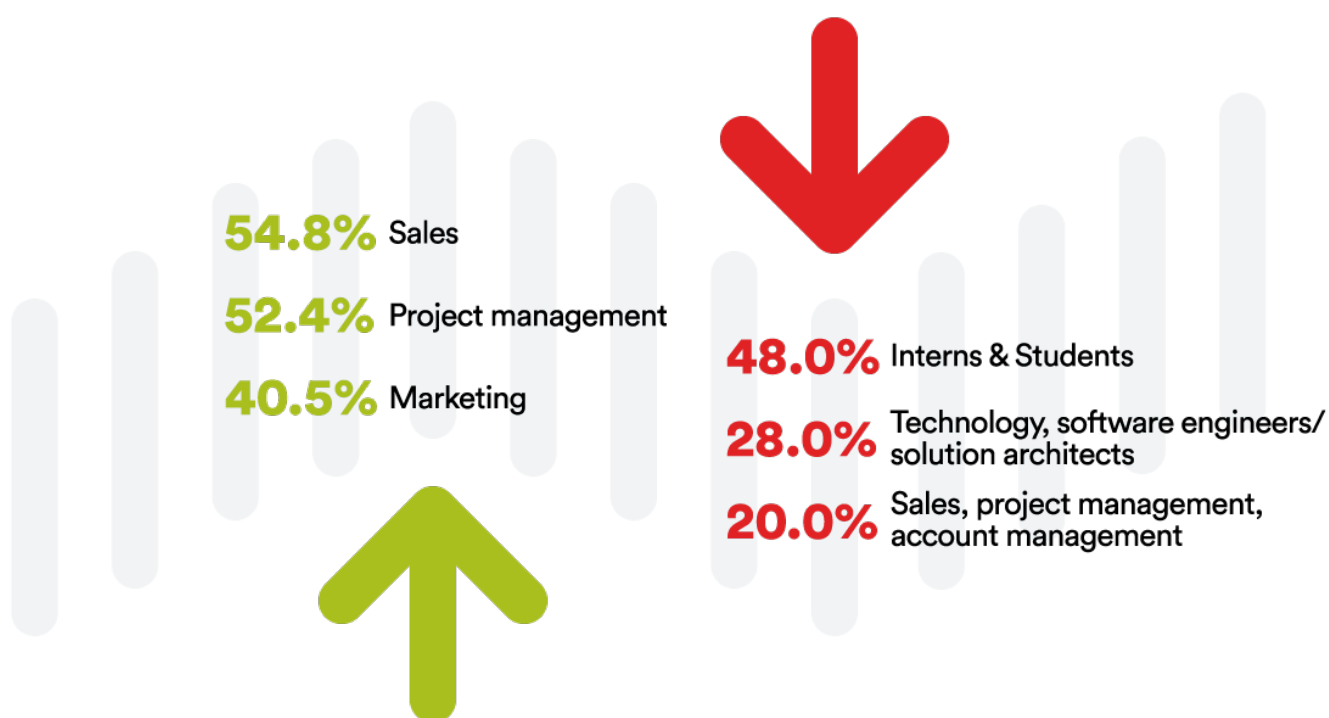 54.8% Sales
52.4% Project management
40.5% Marketing
48.0% Interns & Students
28.0% Technology, software engineers/
solution architects
20.0% Sales, project management,
account management